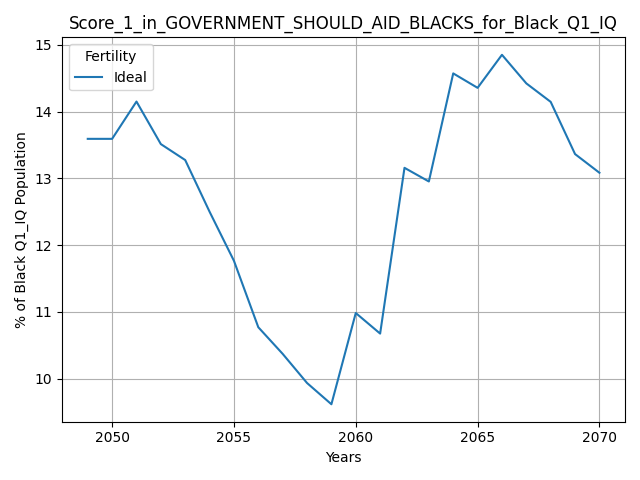 Score_1_in_GOVERNMENT_SHOULD_AID_BLACKS_for_Black_Q1_IQ
Fertility
Ideal
% of Black Q1_IQ Population
15
14
13
12
11
10
2050
2055
2060
2065
2070
Years